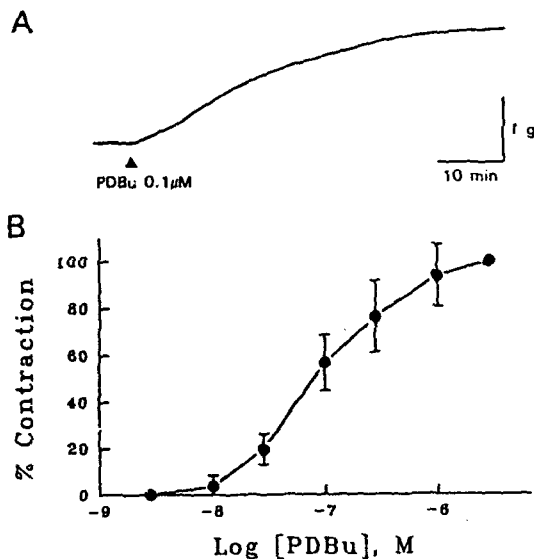 A
1 g
10 min
PDBu 0.1μM
B
% Contraction
100
80
60
40
20
0
-9 -8 -7 -6
Log [PDBu], M